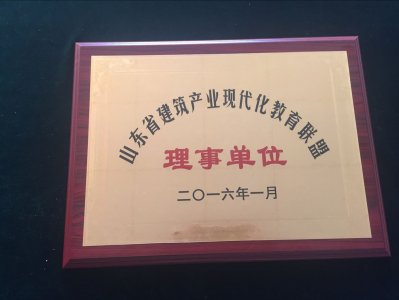 山东省建筑产业现代化教育联盟
理事单位
二〇一六年一月